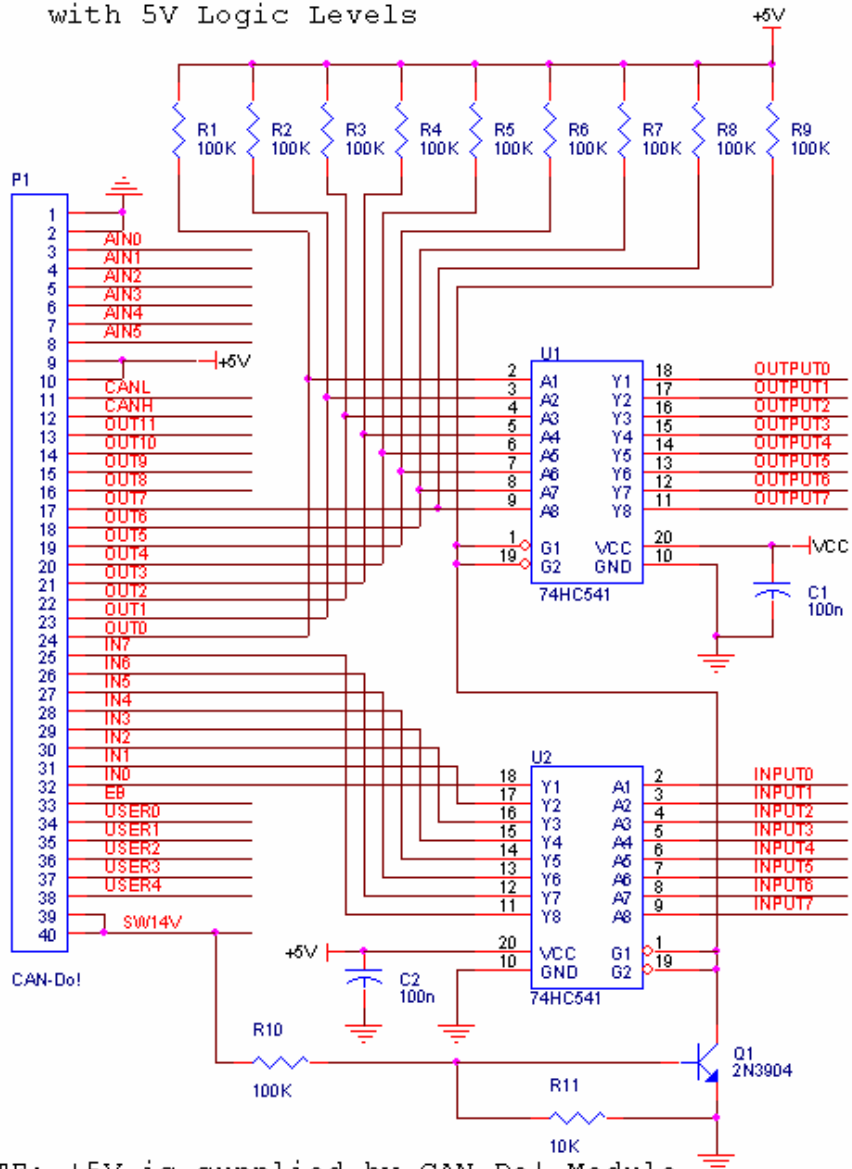 with 5V Logic Levels
+5V
R1 100K
R2 100K
R3 100K
R4 100K
R5 100K
R6 100K
R7 100K
R8 100K
R9 100K
P1
1
2
3 AIN0
4 AIN1
5 AIN2
6 AIN3
7 AIN4
8 AIN5
9 +5V
10
11 CANL
12 CANH
13 OUT11
14 OUT10
15 OUT9
16 OUT8
17 OUT7
18 OUT6
19 OUT5
20 OUT4
21 OUT3
22 OUT2
23 OUT1
24 OUT0
25 IN7
26 IN6
27 IN5
28 IN4
29 IN3
30 IN2
31 IN1
32 IN0
33 EB
34 USER0
35 USER1
36 USER2
37 USER3
38 USER4
39
40 SW14V
CAN-Do!
U1
2 A1 Y1 18 OUTPUT0
3 A2 Y2 17 OUTPUT1
4 A3 Y3 16 OUTPUT2
5 A4 Y4 15 OUTPUT3
6 A5 Y5 14 OUTPUT4
7 A6 Y6 13 OUTPUT5
8 A7 Y7 12 OUTPUT6
9 A8 Y8 11 OUTPUT7
1 G1 VCC 20 VCC
19 G2 GND 10
74HC541
C1
100n
U2
18 Y1 A1 2 INPUT0
17 Y2 A2 3 INPUT1
16 Y3 A3 4 INPUT2
15 Y4 A4 5 INPUT3
14 Y5 A5 6 INPUT4
13 Y6 A6 7 INPUT5
12 Y7 A7 8 INPUT6
11 Y8 A8 9 INPUT7
+5V 20 VCC G1 1
10 GND G2 19
74HC541
C2
100n
R10
100K
R11
10K
Q1
2N3904
+5V is supplied by CAN-Do! Module